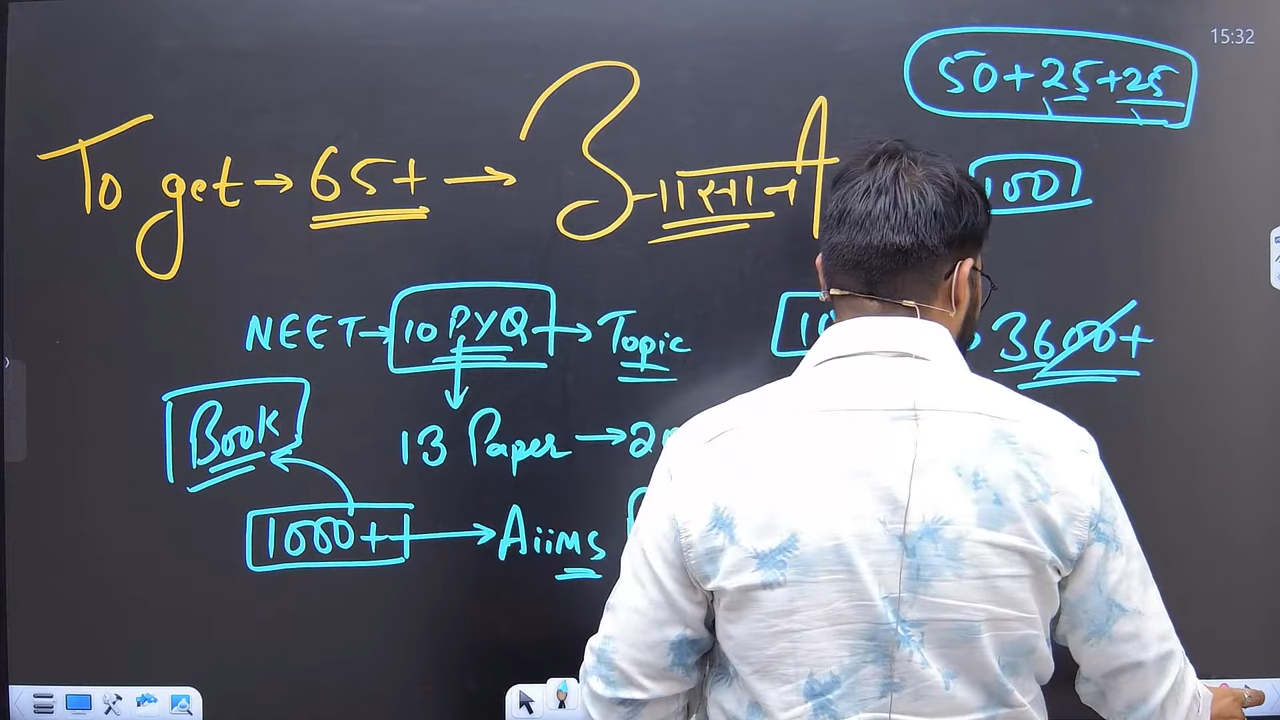 15:32
50+25+25
To get → 65+ → आसान
100
NEET → 10 PYQ → Topic
3600+
Book
13 Paper →
1000+ → Aiims